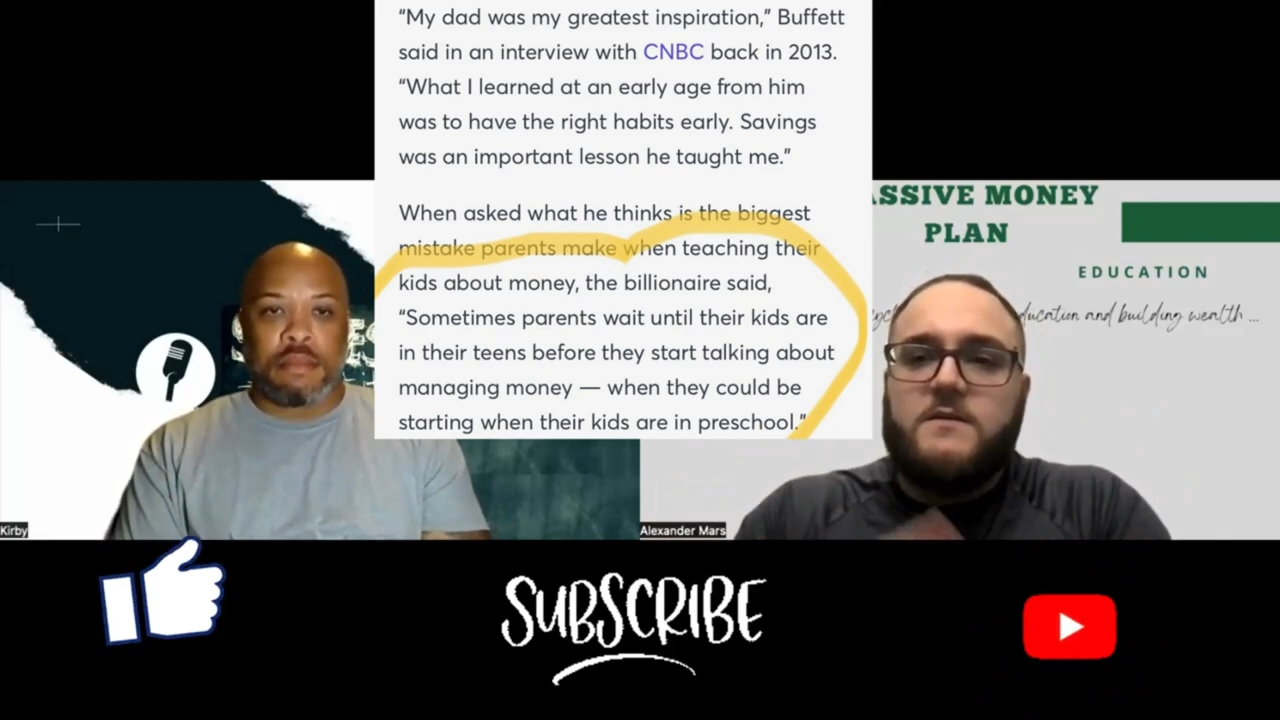 “My dad was my greatest inspiration,” Buffett
said in an interview with CNBC back in 2013.
“What I learned at an early age from him
was to have the right habits early. Savings
was an important lesson he taught me.”
When asked what he thinks is the biggest
mistake parents make when teaching their
kids about money, the billionaire said,
“Sometimes parents wait until their kids are
in their teens before they start talking about
managing money — when they could be
starting when their kids are in preschool.”
ASSIVE MONEY
PLAN
EDUCATION
ducation and building wealth ...
Kirby
Alexander Mars
SUBSCRIBE